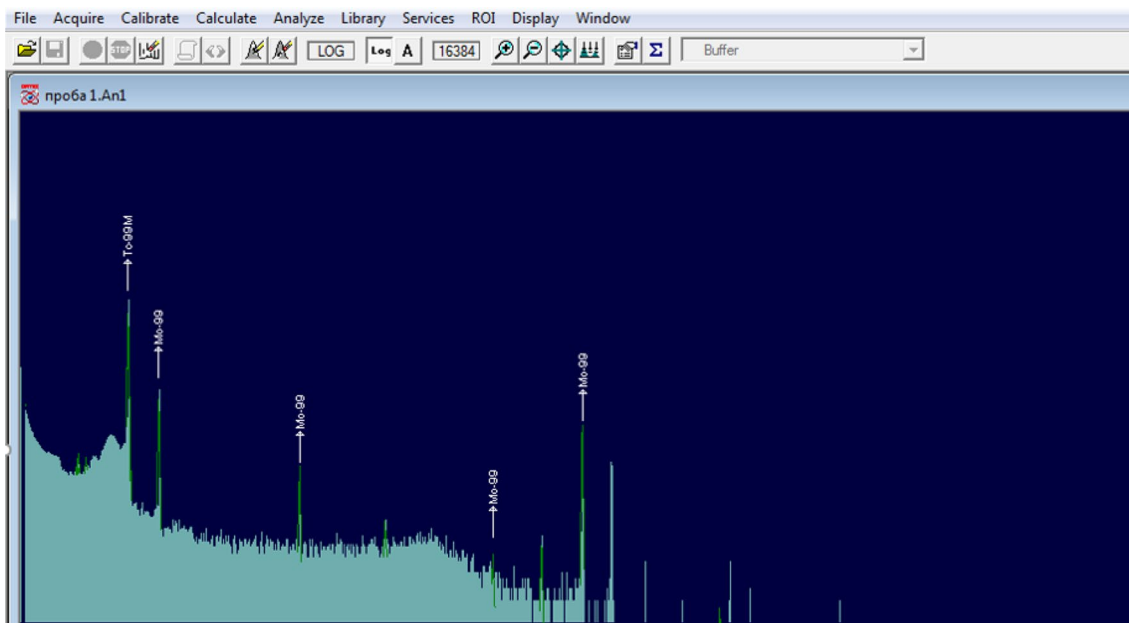 File Acquire Calibrate Calculate Analyze Library Services ROI Display Window
STOP LOG Log A 16384 Σ Buffer
проба 1.An1
Tc-99M
Mo-99
Mo-99
Mo-99
Mo-99